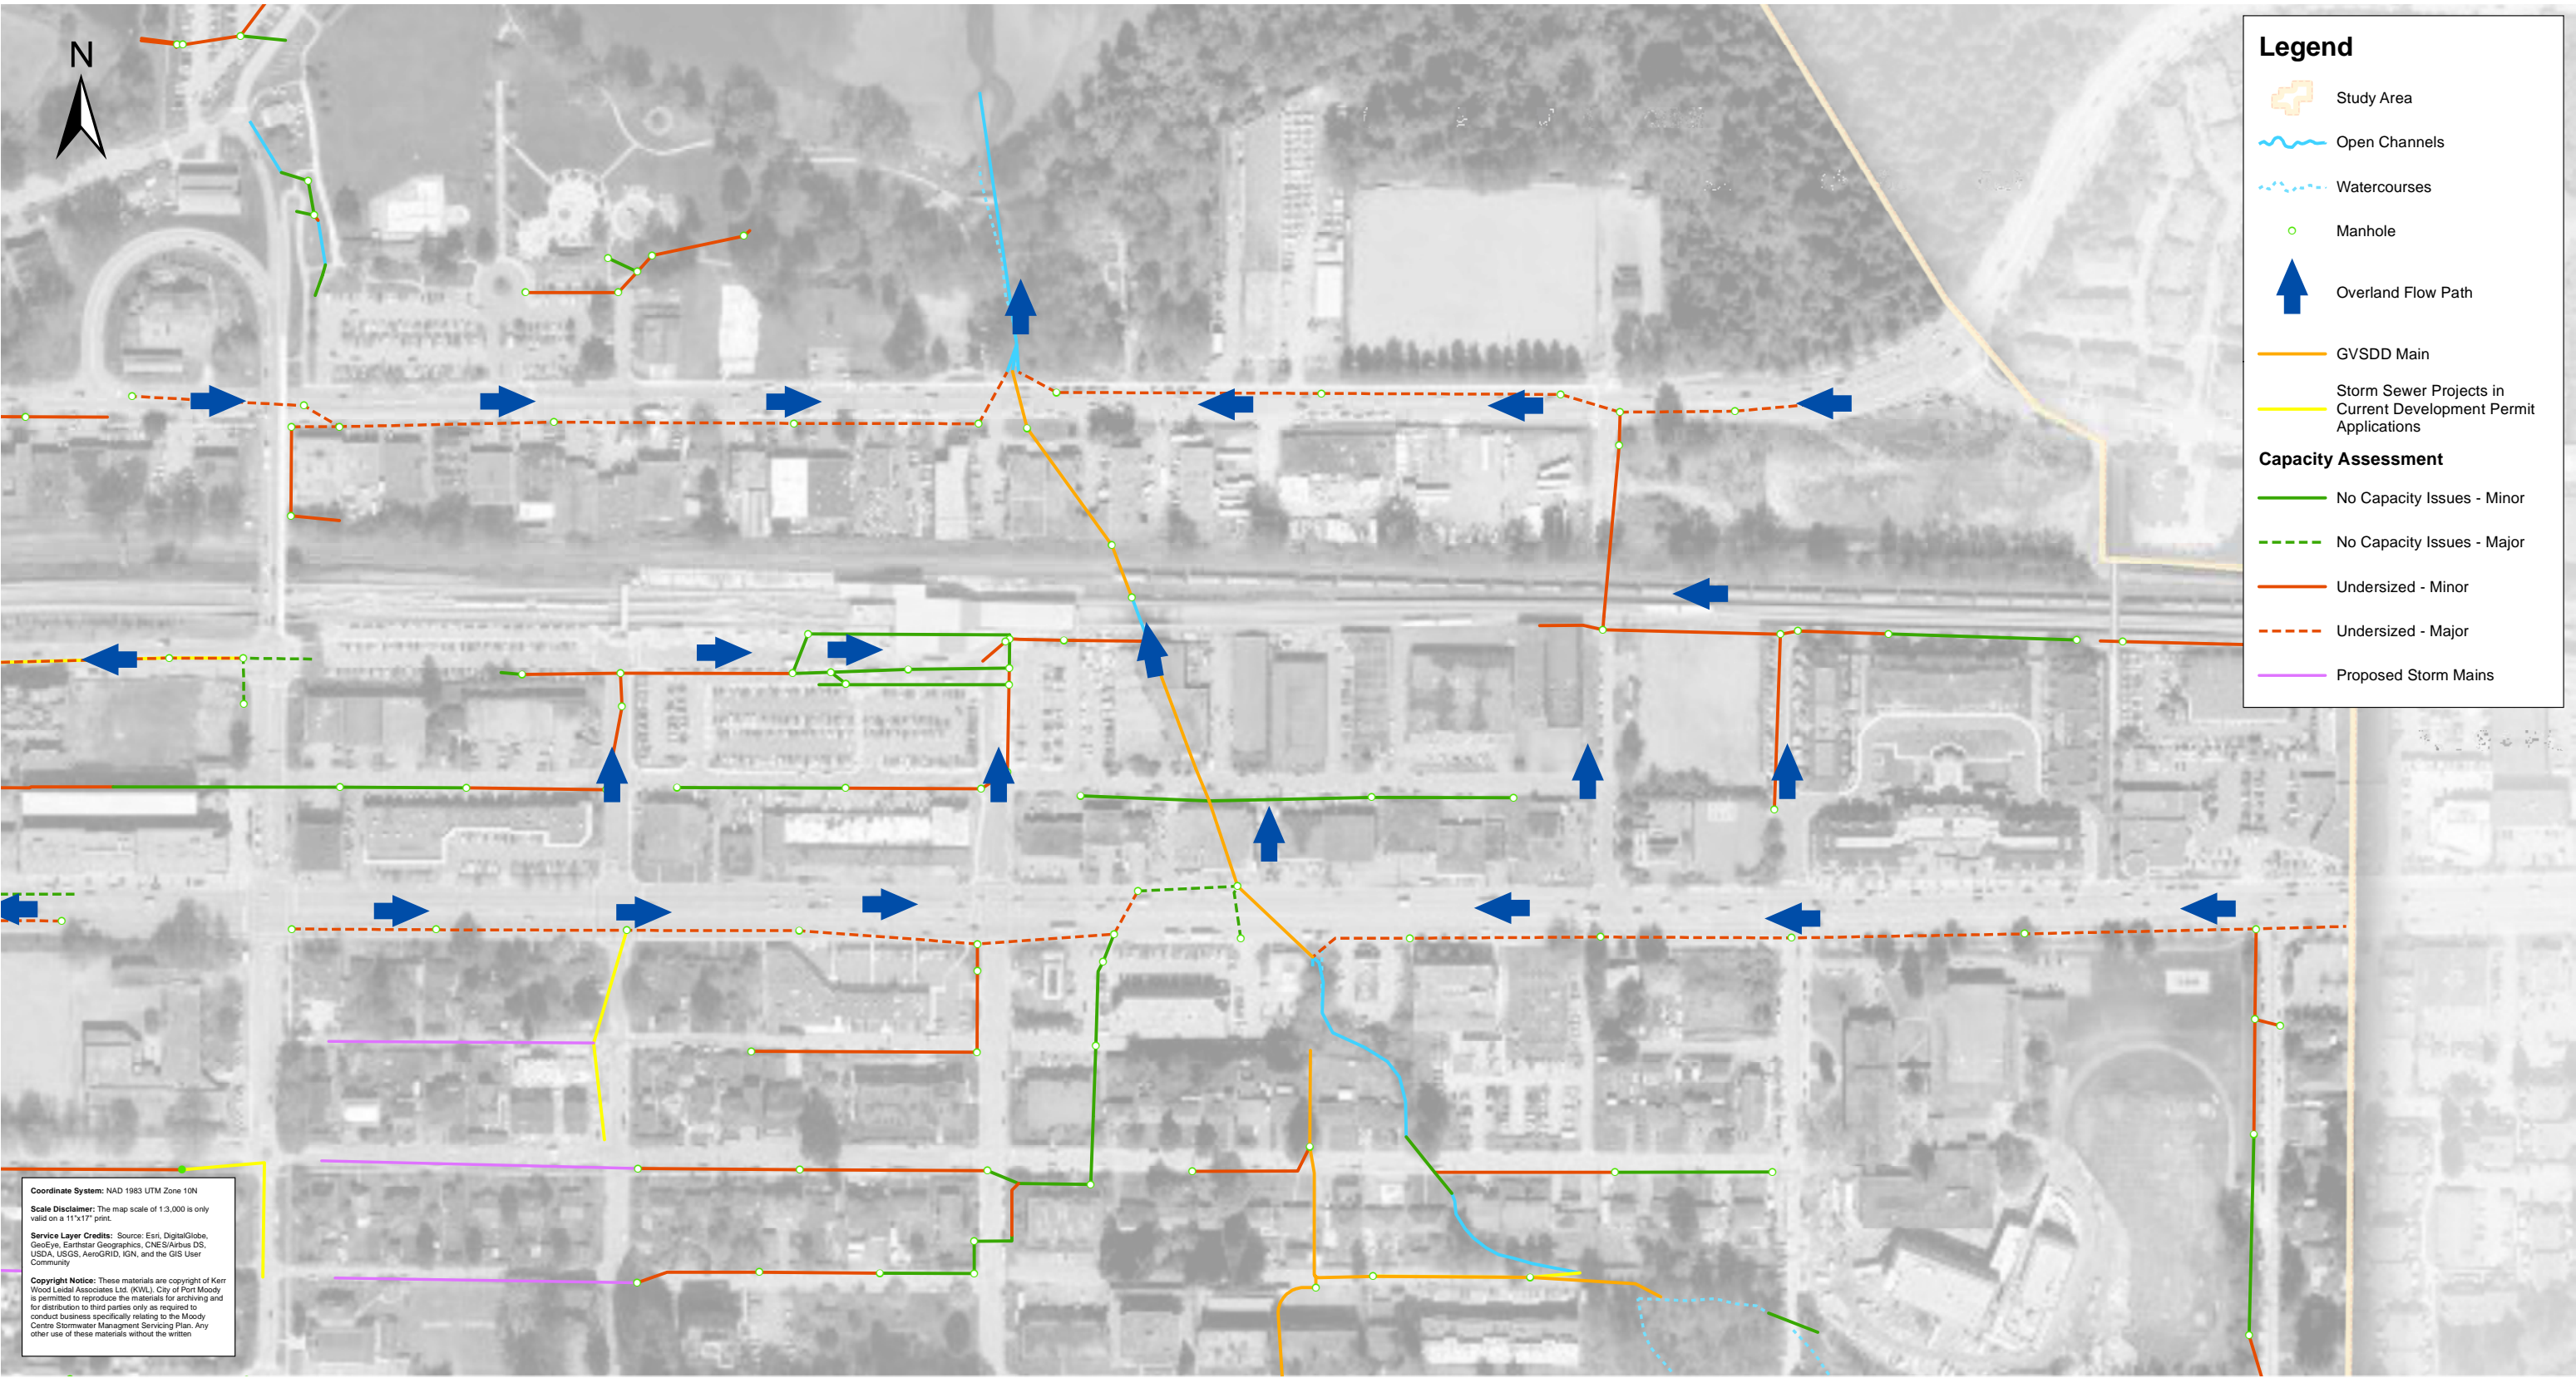 N
Legend
Study Area
Open Channels
Watercourses
Manhole
Overland Flow Path
GVSDD Main
Storm Sewer Projects in
Current Development Permit
Applications
Capacity Assessment
No Capacity Issues - Minor
No Capacity Issues - Major
Undersized - Minor
Undersized - Major
Proposed Storm Mains
Coordinate System: NAD 1983 UTM Zone 10N
Scale Disclaimer: The map scale of 1:3,000 is only
valid on a 11"x17" print.
Service Layer Credits: Source: Esri, DigitalGlobe,
GeoEye, Earthstar Geographics, CNES/Airbus DS,
USDA, USGS, AeroGRID, IGN, and the GIS User
Community
Copyright Notice: These materials are copyright of Kerr
Wood Leidal Associates Ltd. (KWL). City of Port Moody
is permitted to reproduce the materials for archiving and
for distribution to third parties only as required to
conduct business specifically relating to the Moody
Centre Stormwater Managment Servicing Plan. Any
other use of these materials without the written